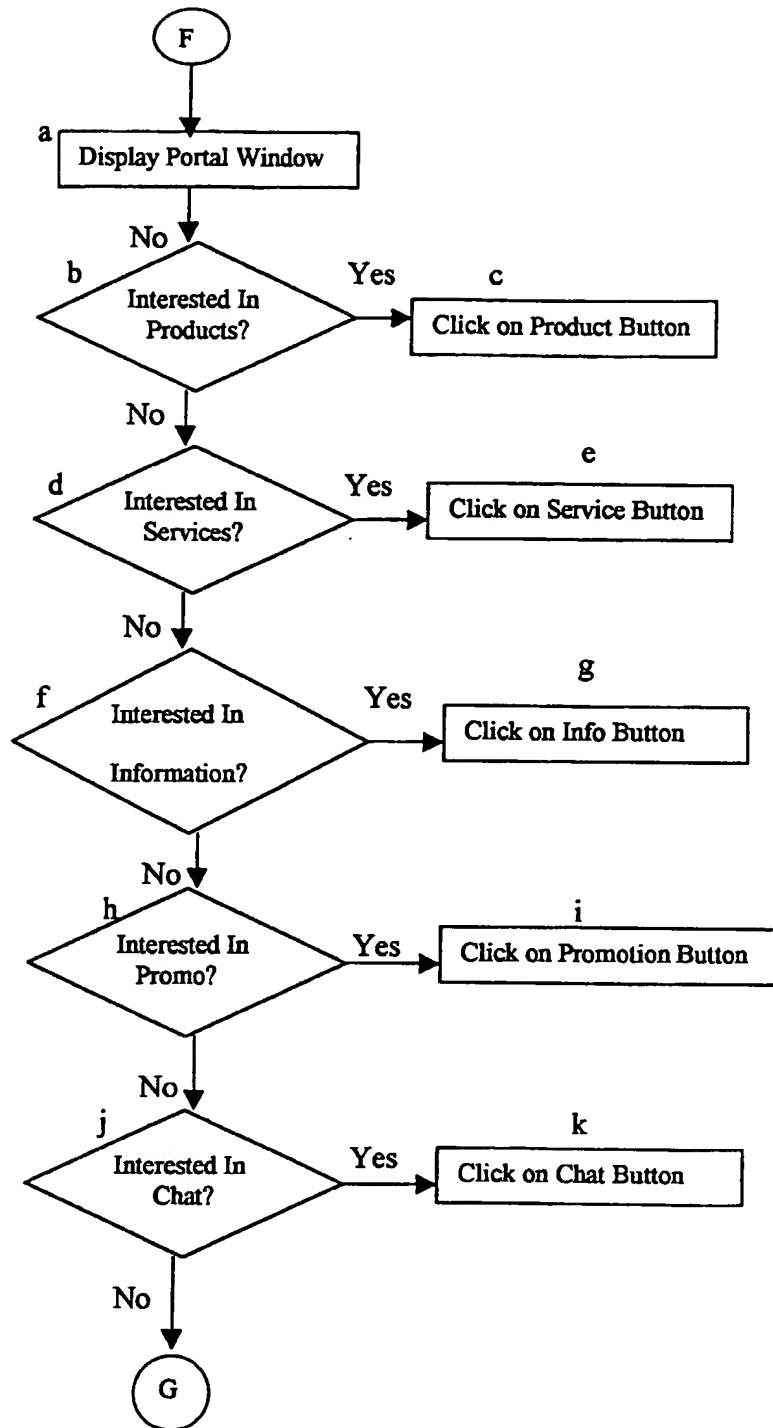 F
a
Display Portal Window
No
b
Interested In
Products?
Yes
c
Click on Product Button
No
d
Interested In
Services?
Yes
e
Click on Service Button
No
f
Interested In
Information?
Yes
g
Click on Info Button
No
h
Interested In
Promo?
Yes
i
Click on Promotion Button
No
j
Interested In
Chat?
Yes
k
Click on Chat Button
No
G